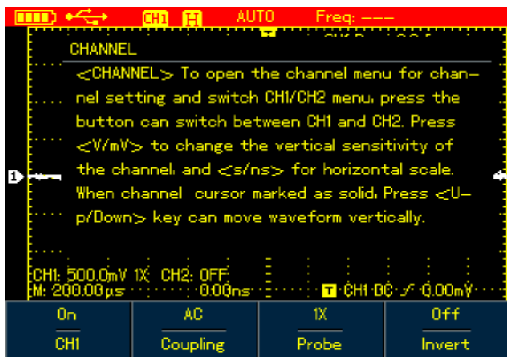 CH1 H AUTO Freq: ---
CHANNEL
<CHANNEL> To open the channel menu for chan-
nel setting and switch CH1/CH2 menu, press the
button can switch between CH1 and CH2. Press
<V/mV> to change the vertical sensitivity of
the channel, and <s/ns> for horizontal scale.
When channel cursor marked as solid, Press <U-
p/Down> key can move waveform vertically.
1
CH1: 500.0mV 1X CH2: OFF
M: 200.00μs 0.00ns T CH1 DC 0.00mV
On AC 1X Off
CH1 Coupling Probe Invert